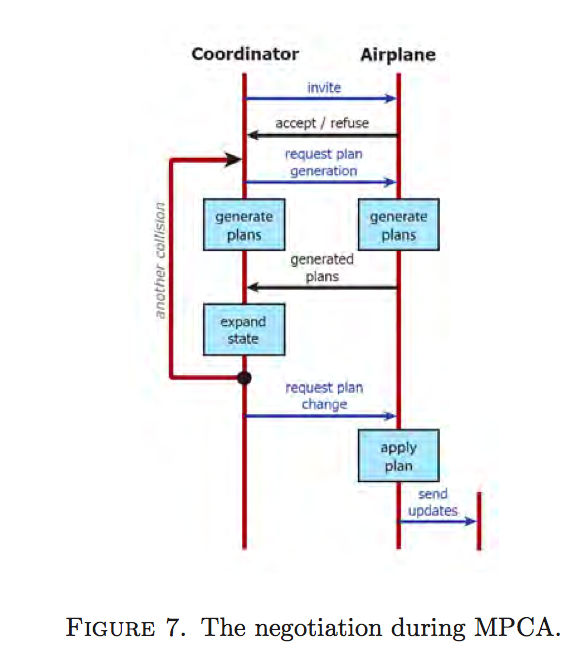 Coordinator Airplane
invite
accept / refuse
request plan
generation
generate
plans
generate
plans
generated
plans
another collision
expand
state
request plan
change
apply
plan
send
updates
FIGURE 7. The negotiation during MPCA.